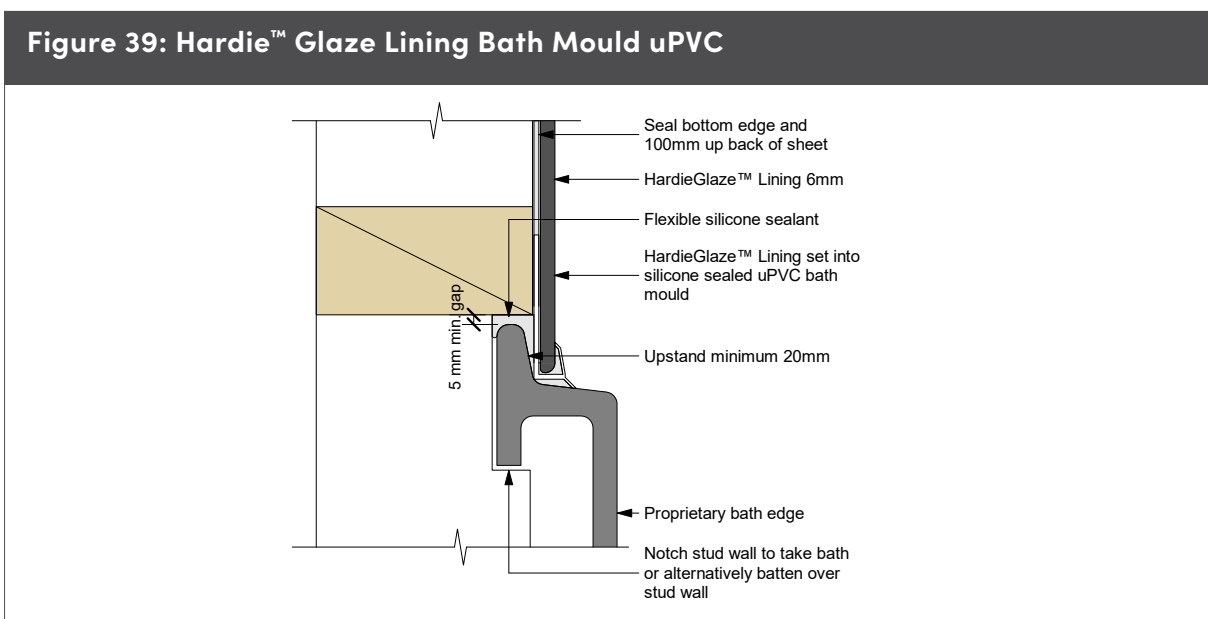 Figure 39: Hardie™ Glaze Lining Bath Mould uPVC
Seal bottom edge and
100mm up back of sheet
HardieGlaze™ Lining 6mm
Flexible silicone sealant
HardieGlaze™ Lining set into
silicone sealed uPVC bath
mould
5 mm min. gap
Upstand minimum 20mm
Proprietary bath edge
Notch stud wall to take bath
or alternatively batten over
stud wall